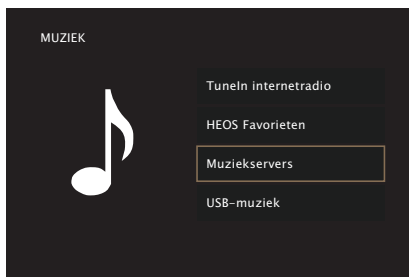 MUZIEK
TuneIn internetradio
HEOS Favorieten
Muziekservers
USB-muziek